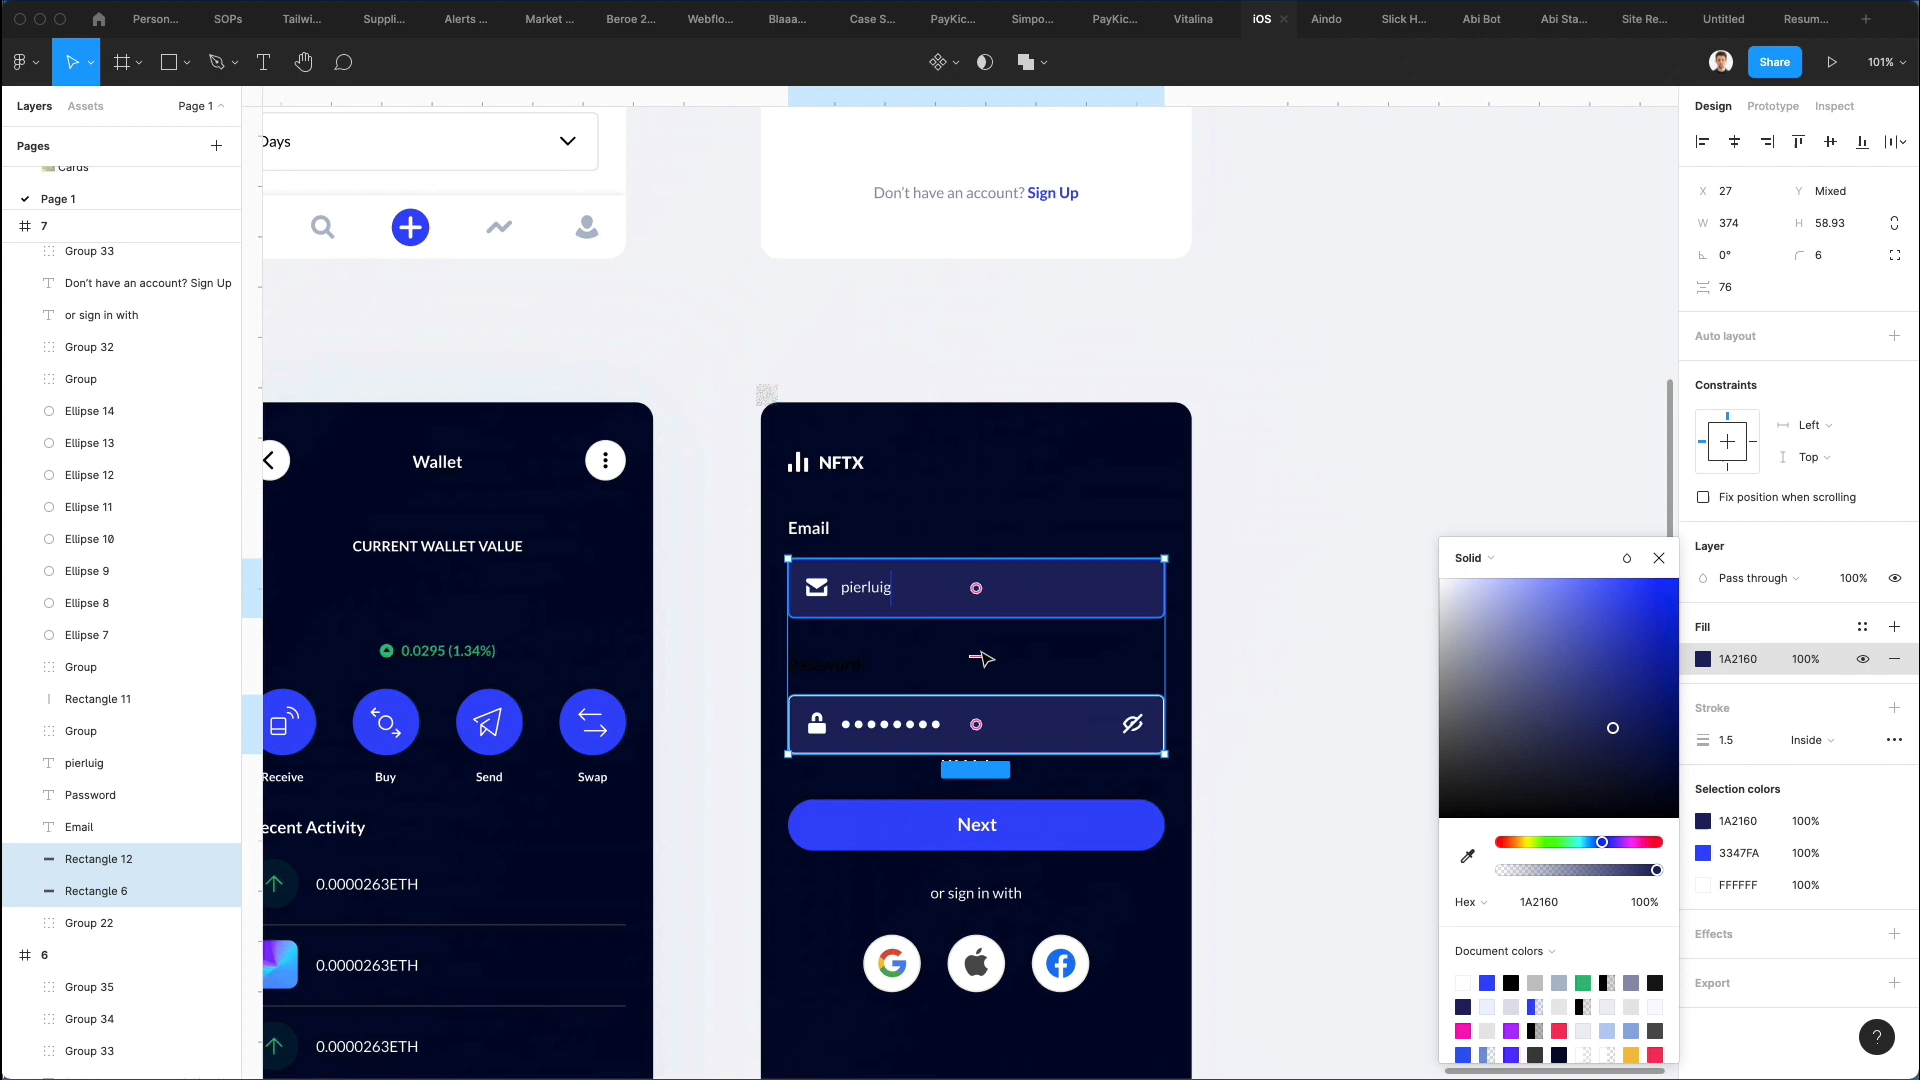 Person... SOPs Tailwi... Suppli... Alerts ... Market ... Beroe 2... Webflo... Blaaa... Case S... PayKic... Simpo... PayKic... Vitalina iOS Aindo Slick H... Abi Bot Abi Sta... Site Re... Untitled Resum...
Share 101%
Layers Assets Page 1
Pages
Cards
Page 1
7
Group 33
Don't have an account? Sign Up
or sign in with
Group 32
Group
Ellipse 14
Ellipse 13
Ellipse 12
Ellipse 11
Ellipse 10
Ellipse 9
Ellipse 8
Ellipse 7
Group
Rectangle 11
Group
pierluig
Password
Email
Rectangle 12
Rectangle 6
Group 22
6
Group 35
Group 34
Group 33
Days
Don't have an account? Sign Up
Wallet
CURRENT WALLET VALUE
0.0295 (1.34%)
Receive Buy Send Swap
ecent Activity
0.0000263ETH
0.0000263ETH
0.0000263ETH
NFTX
Email
pierluig
Password
Next
or sign in with
Solid
Hex 1A2160 100%
Document colors
Design Prototype Inspect
X 27 Y Mixed
W 374 H 58.93
0° 6
76
Auto layout
Constraints
Left
Top
Fix position when scrolling
Layer
Pass through 100%
Fill
1A2160 100%
Stroke
1.5 Inside
Selection colors
1A2160 100%
3347FA 100%
FFFFFF 100%
Effects
Export
?